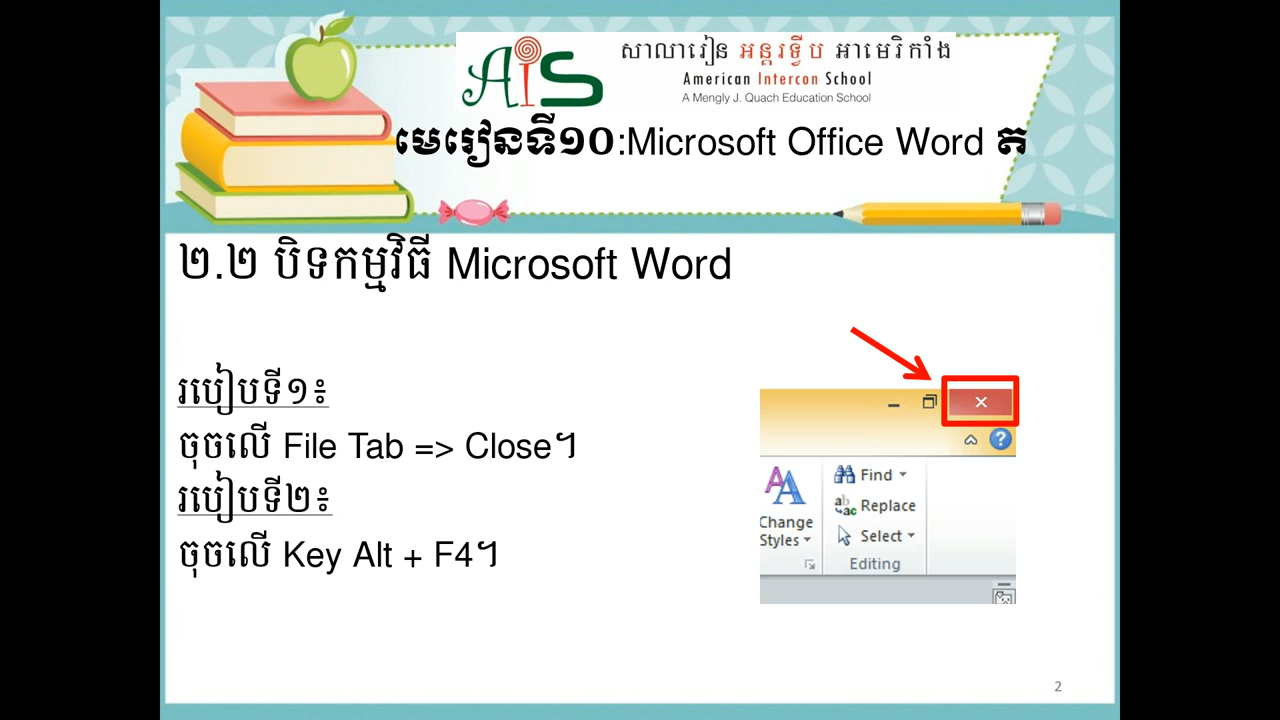 AiS
សាលារៀន អន្តរទ្វីប អាមេរិកាំង
American Intercon School
A Mengly J. Quach Education School
មេរៀនទី១០:Microsoft Office Word ត
២.២ បិទកម្មវិធី Microsoft Word
របៀបទី១៖
ចុចលើ File Tab => Close។
របៀបទី២៖
ចុចលើ Key Alt + F4។
Find
Change
Styles
ab
ac
Replace
Select
Editing
2